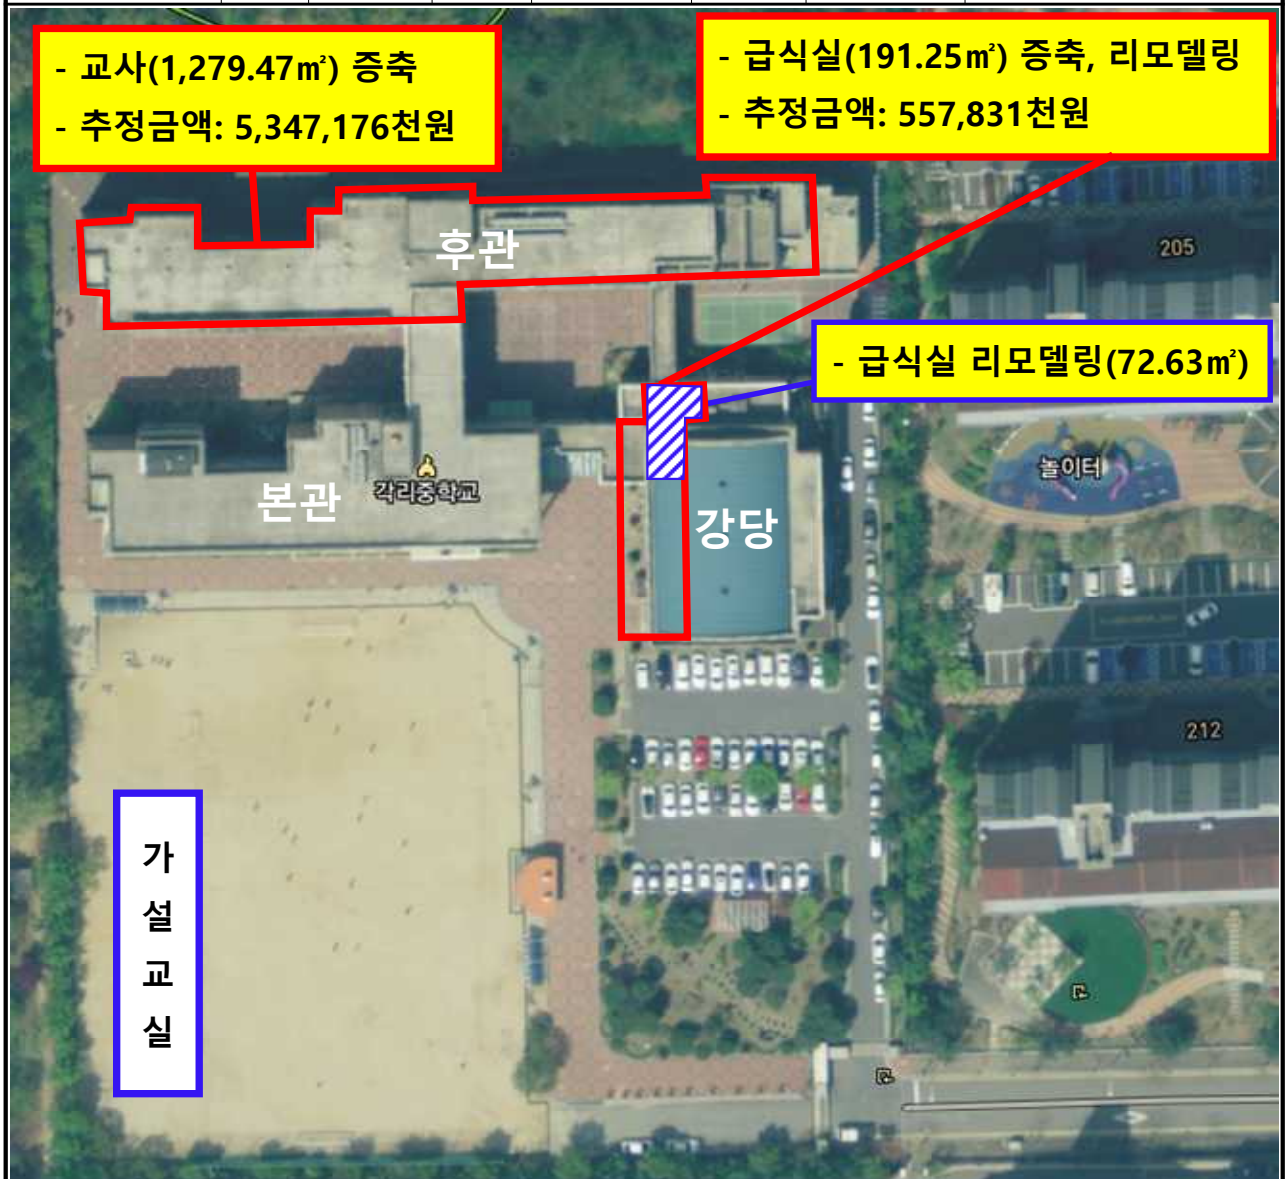 - 교사(1,279.47㎡) 증축
- 추정금액: 5,347,176천원
- 급식실(191.25㎡) 증축, 리모델링
- 추정금액: 557,831천원
후관
205
- 급식실 리모델링(72.63㎡)
놀이터
각리중학교
본관
강당
212
가
설
교
실